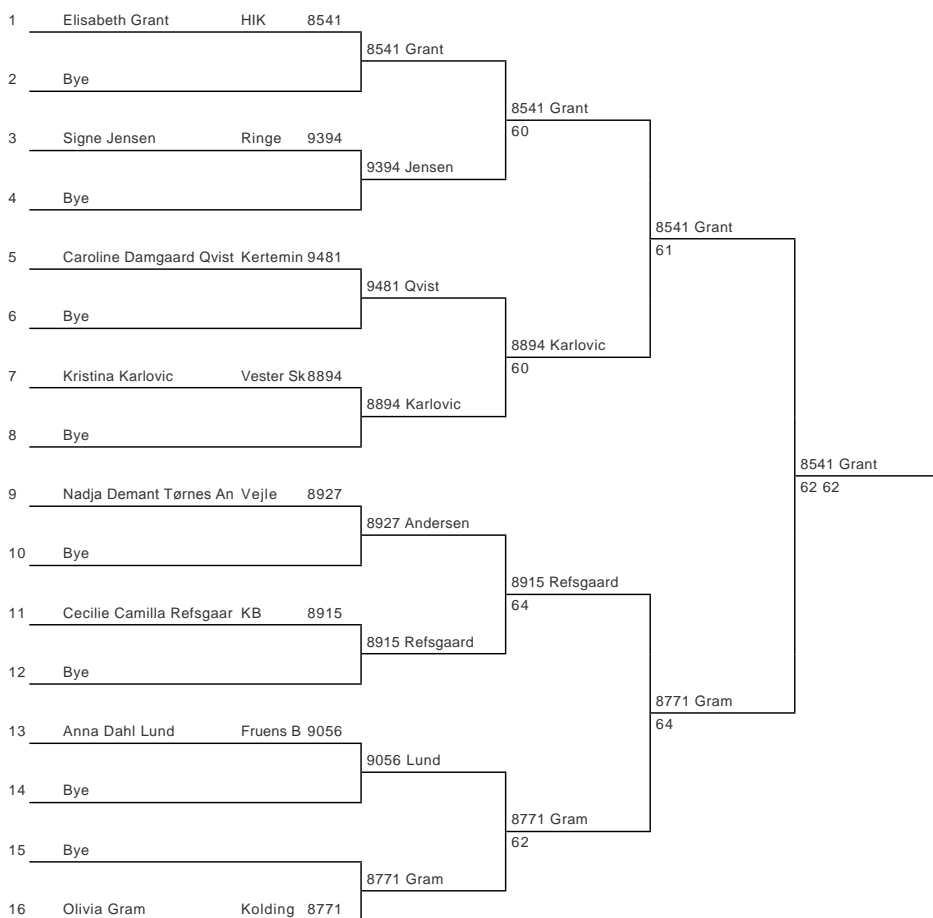 1 Elisabeth Grant HIK 8541
8541 Grant
2 Bye
8541 Grant
60
3 Signe Jensen Ringe 9394
9394 Jensen
4 Bye
8541 Grant
61
5 Caroline Damgaard Qvist Kertemin 9481
9481 Qvist
6 Bye
8894 Karlovic
60
7 Kristina Karlovic Vester Sk 8894
8894 Karlovic
8 Bye
8541 Grant
62 62
9 Nadja Demant Tørnes An Vejle 8927
8927 Andersen
10 Bye
8915 Refsgaard
64
11 Cecilie Camilla Refsgaar KB 8915
8915 Refsgaard
12 Bye
8771 Gram
64
13 Anna Dahl Lund Fruens B 9056
9056 Lund
14 Bye
8771 Gram
62
15 Bye
8771 Gram
16 Olivia Gram Kolding 8771